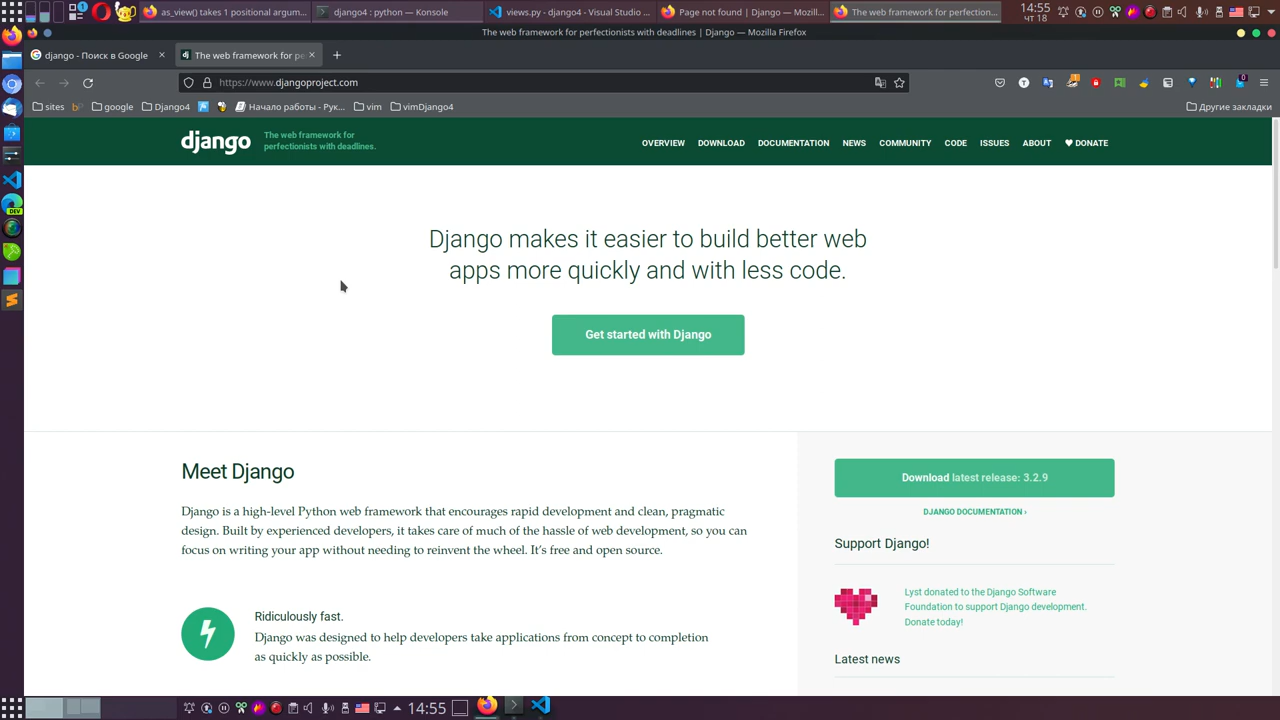 as_view() takes 1 positional argum...
django4 : python — Konsole
views.py - django4 - Visual Studio ...
Page not found | Django — Mozill...
The web framework for perfection...
14:55
чт 18
The web framework for perfectionists with deadlines | Django — Mozilla Firefox
django - Поиск в Google
The web framework for pe
https://www.djangoproject.com
sites
google
Django4
Начало работы - Рук...
vim
vimDjango4
Другие закладки
django
The web framework for
perfectionists with deadlines.
OVERVIEW
DOWNLOAD
DOCUMENTATION
NEWS
COMMUNITY
CODE
ISSUES
ABOUT
♥ DONATE
Django makes it easier to build better web
apps more quickly and with less code.
Get started with Django
Meet Django
Django is a high-level Python web framework that encourages rapid development and clean, pragmatic
design. Built by experienced developers, it takes care of much of the hassle of web development, so you can
focus on writing your app without needing to reinvent the wheel. It's free and open source.
Ridiculously fast.
Django was designed to help developers take applications from concept to completion
as quickly as possible.
Download latest release: 3.2.9
DJANGO DOCUMENTATION ›
Support Django!
Lyst donated to the Django Software
Foundation to support Django development.
Donate today!
Latest news
DEV
14:55